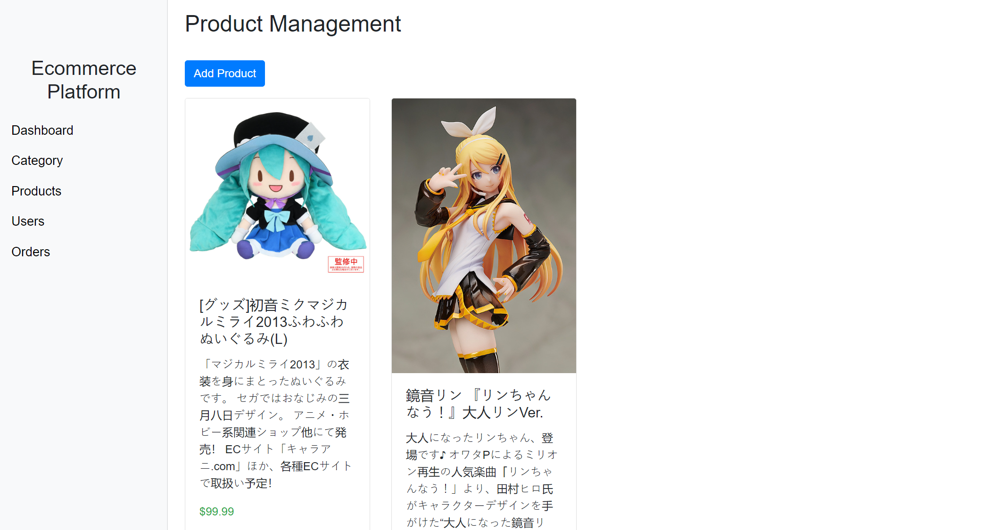 Product Management
Ecommerce
Platform
Dashboard
Category
Products
Users
Orders
Add Product
監修中
[グッズ]初音ミクマジカ
ルミライ2013ふわふわ
ぬいぐるみ(L)
「マジカルミライ2013」の衣
装を身にまとったぬいぐるみ
です。 セガではおなじみの三
月八日デザイン。 アニメ・ホ
ビー系関連ショップ他にて発
売！ ECサイト「キャラア
ニ.com」ほか、各種ECサイト
で取扱い予定！
$99.99
鏡音リン 『リンちゃん
なう！』大人リンVer.
大人になったリンちゃん、登
場です♪ オワタPによるミリオ
ン再生の人気楽曲「リンちゃ
んなう！」より、田村ヒロ氏
がキャラクターデザインを手
がけた“大人になった鏡音リ